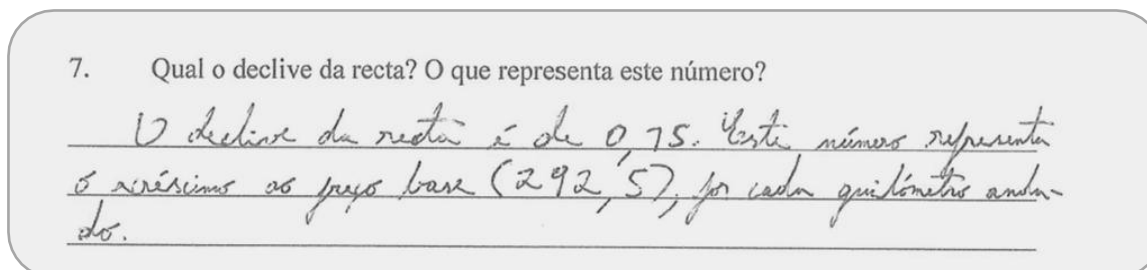 7. Qual o declive da recta? O que representa este número?
O declive da recta é de 0,75. Este número representa
o acréscimo ao preço base (292,5), por cada quilómetro anda-
do.